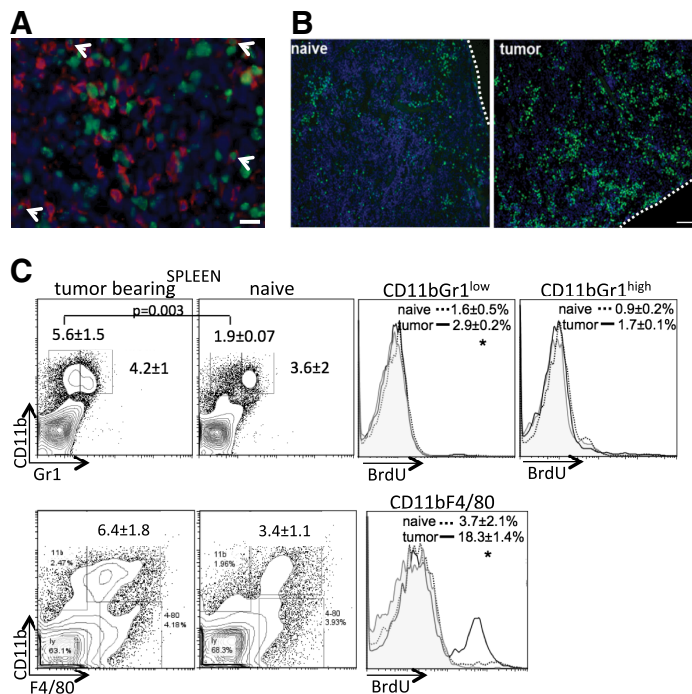 A
B
naive
tumor
C
SPLEEN
tumor bearing
naive
p=0.003
5.6±1.5
4.2±1
1.9±0.07
3.6±2
CD11b
Gr1
CD11bGr1low
naive 1.6±0.5%
tumor 2.9±0.2%
*
BrdU
CD11bGr1high
naive 0.9±0.2%
tumor 1.7±0.1%
BrdU
6.4±1.8
11b
2.47%
4-80
4.18%
ly
63.1%
CD11b
F4/80
3.4±1.1
11b
1.96%
4-80
3.93%
ly
68.3%
CD11bF4/80
naive 3.7±2.1%
tumor 18.3±1.4%
*
BrdU